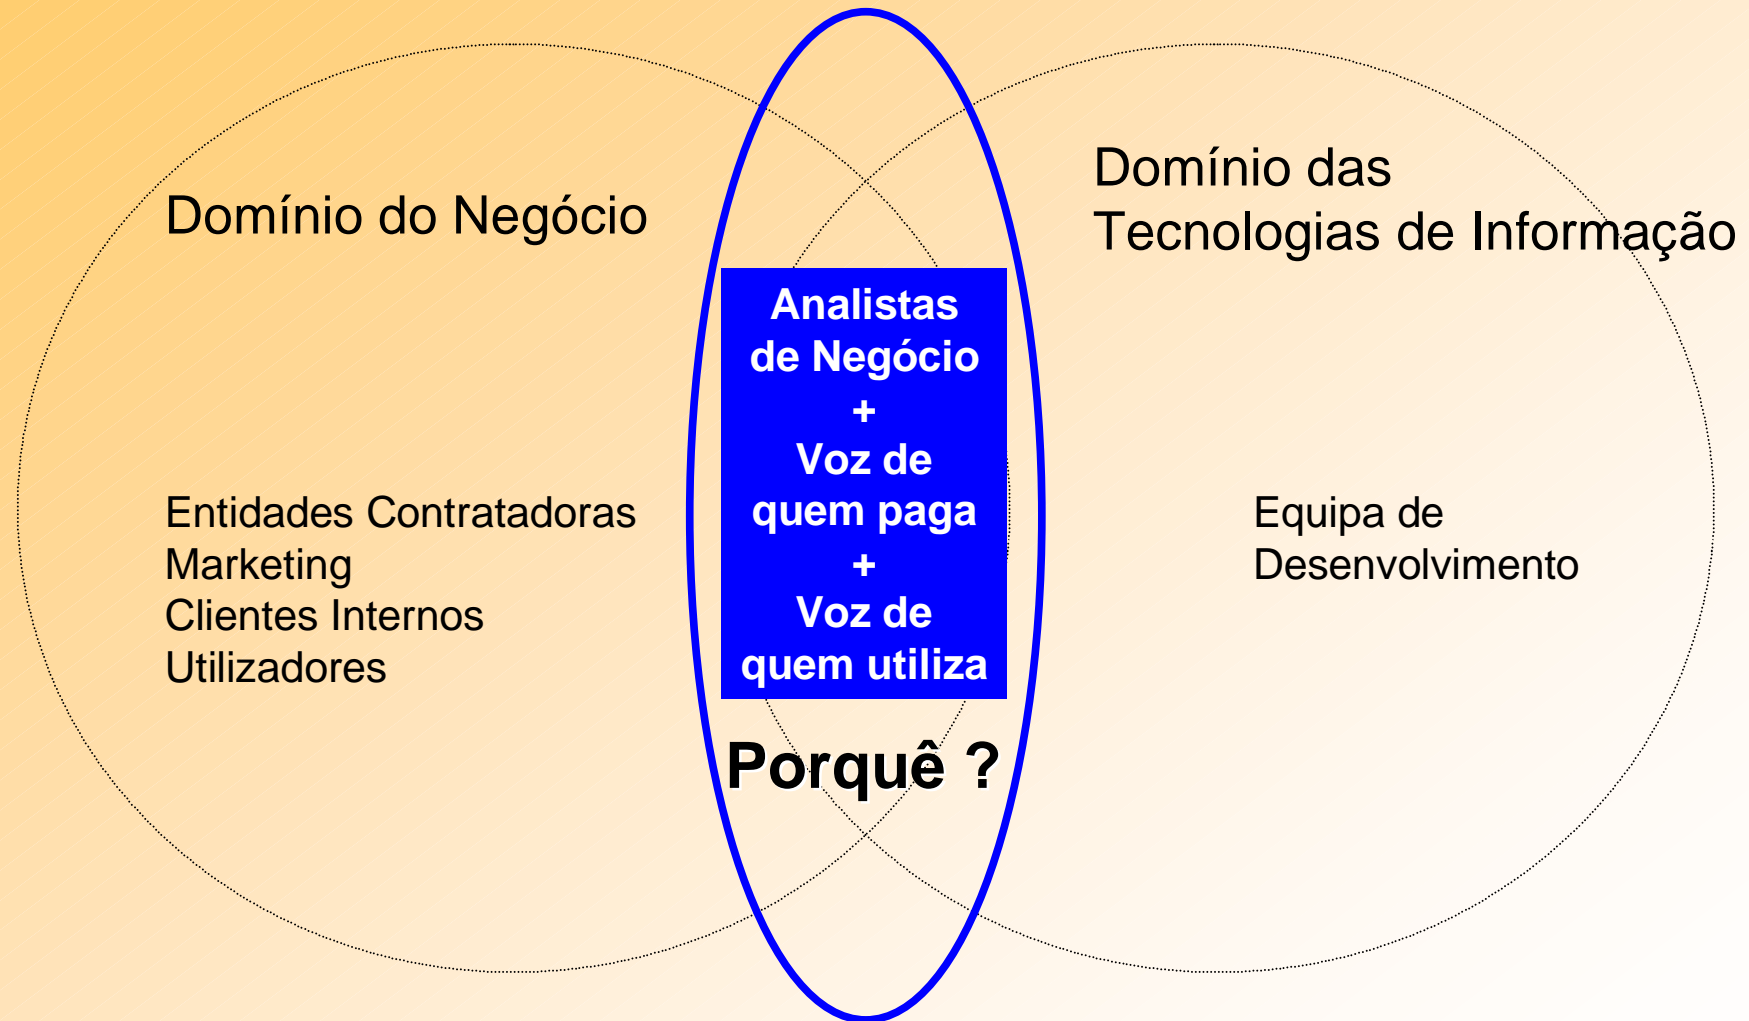 Domínio do Negócio
Entidades Contratadoras
Marketing
Clientes Internos
Utilizadores
Analistas
de Negócio
+
Voz de
quem paga
+
Voz de
quem utiliza
Porquê ?
Domínio das
Tecnologias de Informação
Equipa de
Desenvolvimento